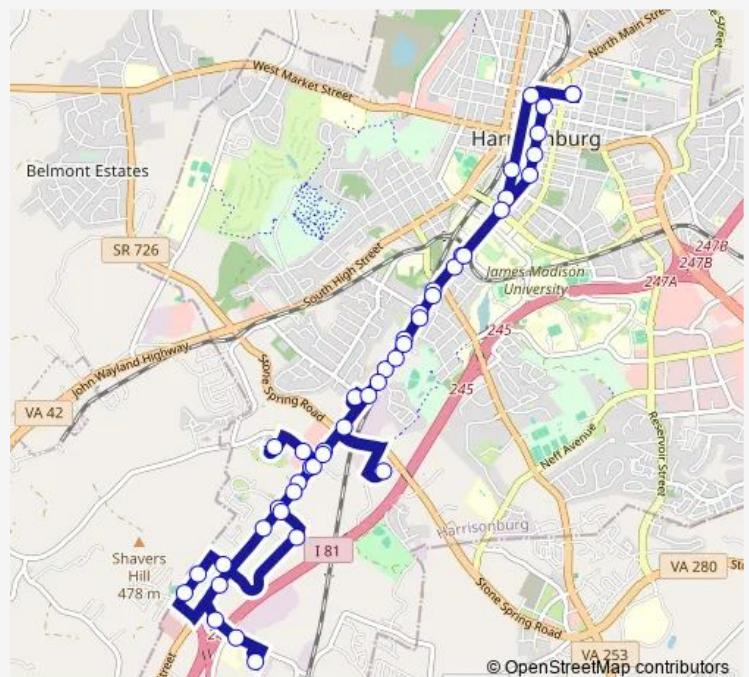 North Main Street
West Market Street
Harrisonburg
Belmont Estates
SR 726
South High Street
James Madison
University
247B
247B
247A
245
245
John Wayland Highway
VA 42
Stone Spring Road
Neff Avenue
Reservoir Street
Harrisonburg
I 81
Shavers
Hill
478 m
VA 280
Stone Spring Road
VA 253
© OpenStreetMap contributors